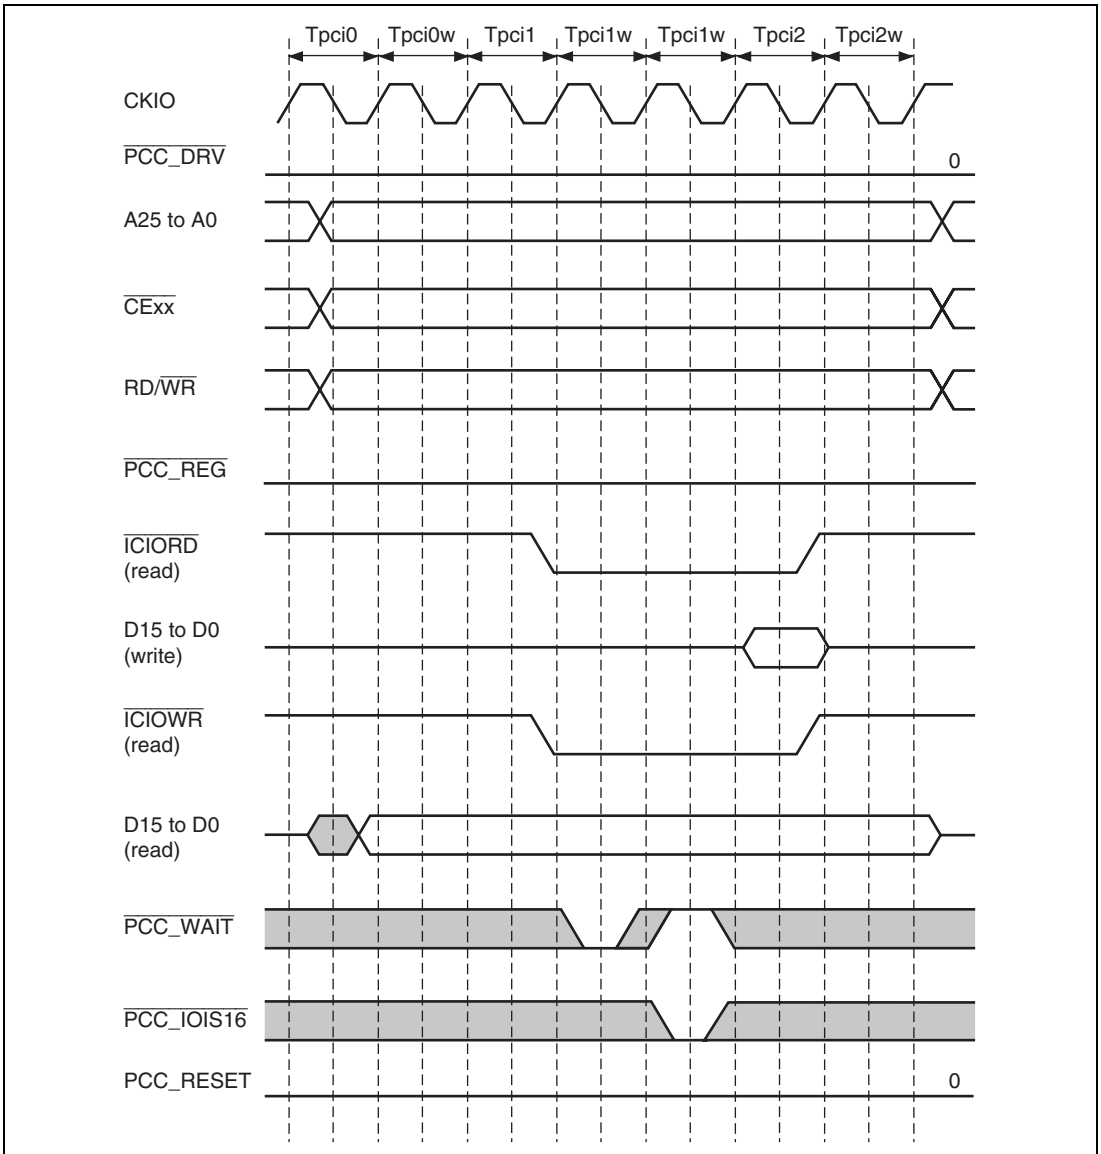 Tpci0 Tpci0w Tpci1 Tpci1w Tpci1w Tpci2 Tpci2w
CKIO
PCC_DRV 0
A25 to A0
CExx
RD/WR
PCC_REG
ICIORD
(read)
D15 to D0
(write)
ICIOWR
(read)
D15 to D0
(read)
PCC_WAIT
PCC_IOIS16
PCC_RESET 0